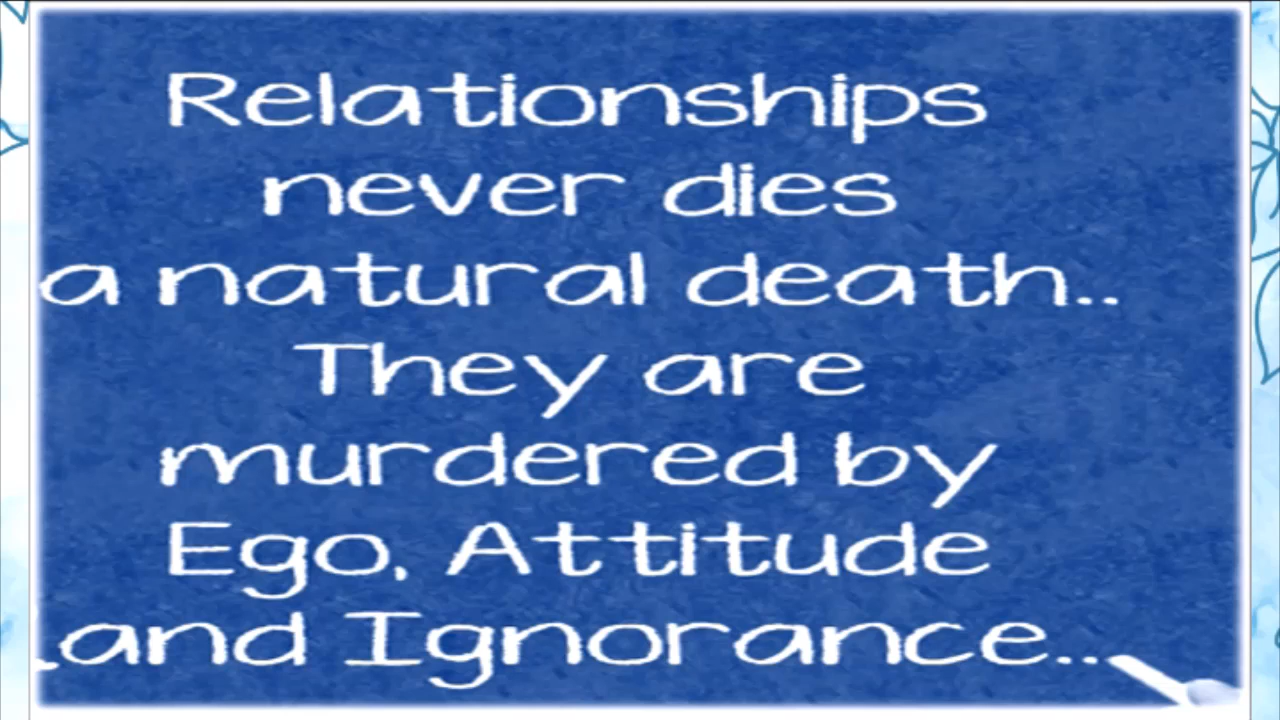 Relationships
never dies
a natural death..
They are
murdered by
Ego, Attitude
and Ignorance...